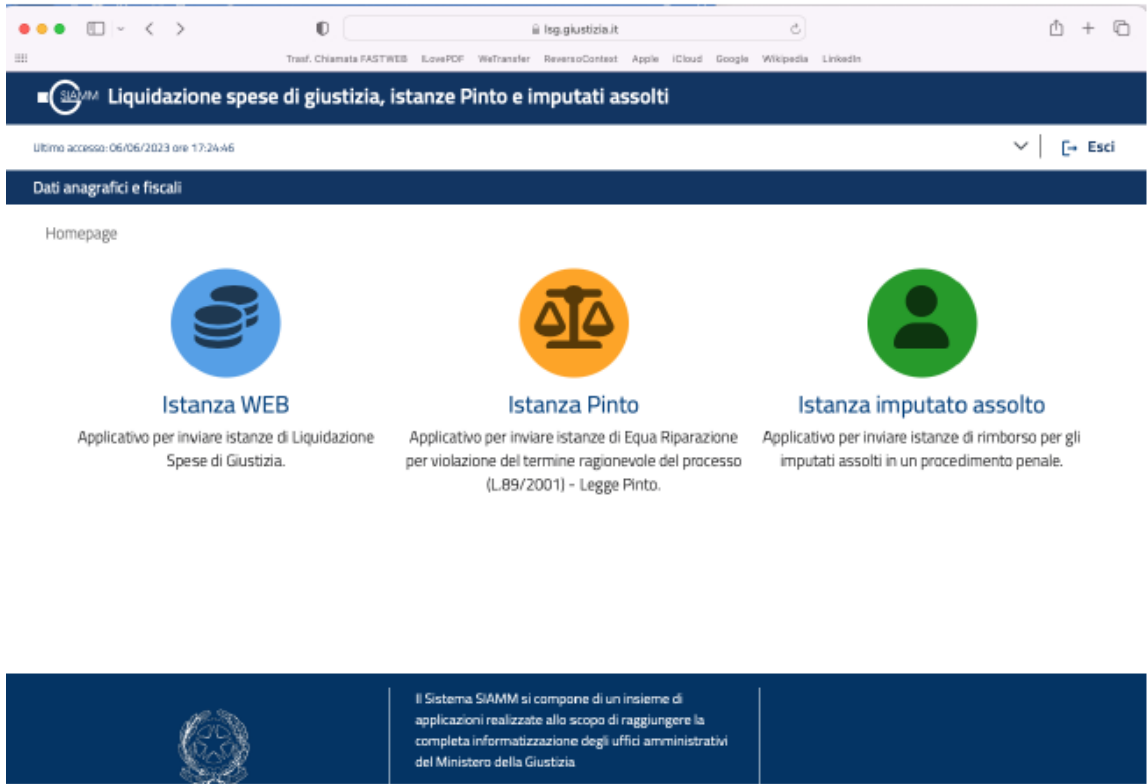 lsg.giustizia.it
Trasf. Chiamata FASTWEB ILovePDF WeTransfer ReversoContest Apple iCloud Google Wikipedia LinkedIn
SIAMM Liquidazione spese di giustizia, istanze Pinto e imputati assolti
Ultimo accesso: 06/06/2023 ore 17:24:46
Esci
Dati anagrafici e fiscali
Homepage
Istanza WEB
Applicativo per inviare istanze di Liquidazione
Spese di Giustizia.
Istanza Pinto
Applicativo per inviare istanze di Equa Riparazione
per violazione del termine ragionevole del processo
(L.89/2001) - Legge Pinto.
Istanza imputato assolto
Applicativo per inviare istanze di rimborso per gli
imputati assolti in un procedimento penale.
Il Sistema SIAMM si compone di un insieme di
applicazioni realizzate allo scopo di raggiungere la
completa informatizzazione degli uffici amministrativi
del Ministero della Giustizia